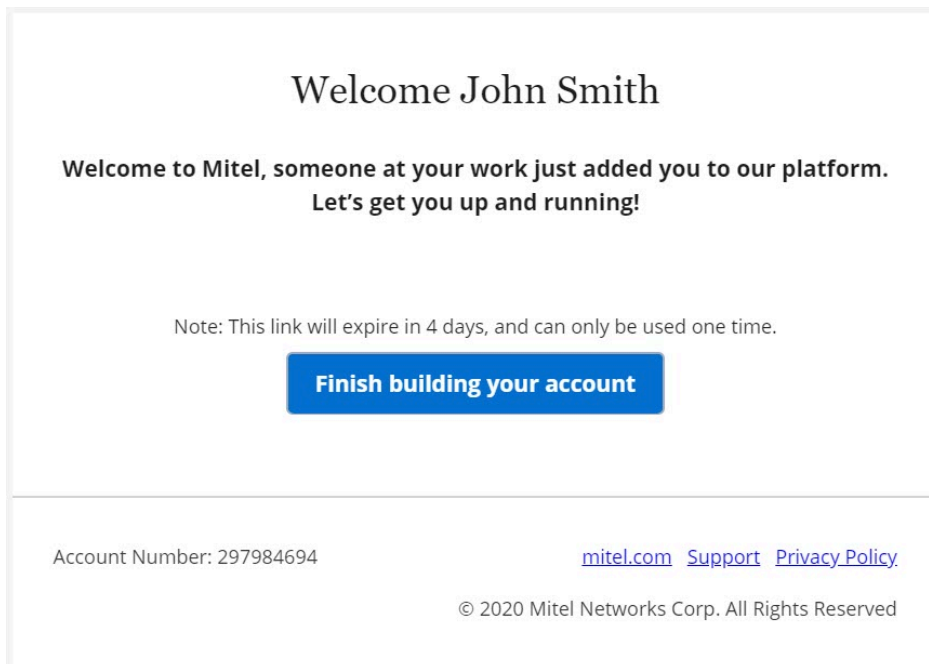 Welcome John Smith
Welcome to Mitel, someone at your work just added you to our platform.
Let’s get you up and running!
Note: This link will expire in 4 days, and can only be used one time.
Finish building your account
Account Number: 297984694
mitel.com Support Privacy Policy
© 2020 Mitel Networks Corp. All Rights Reserved